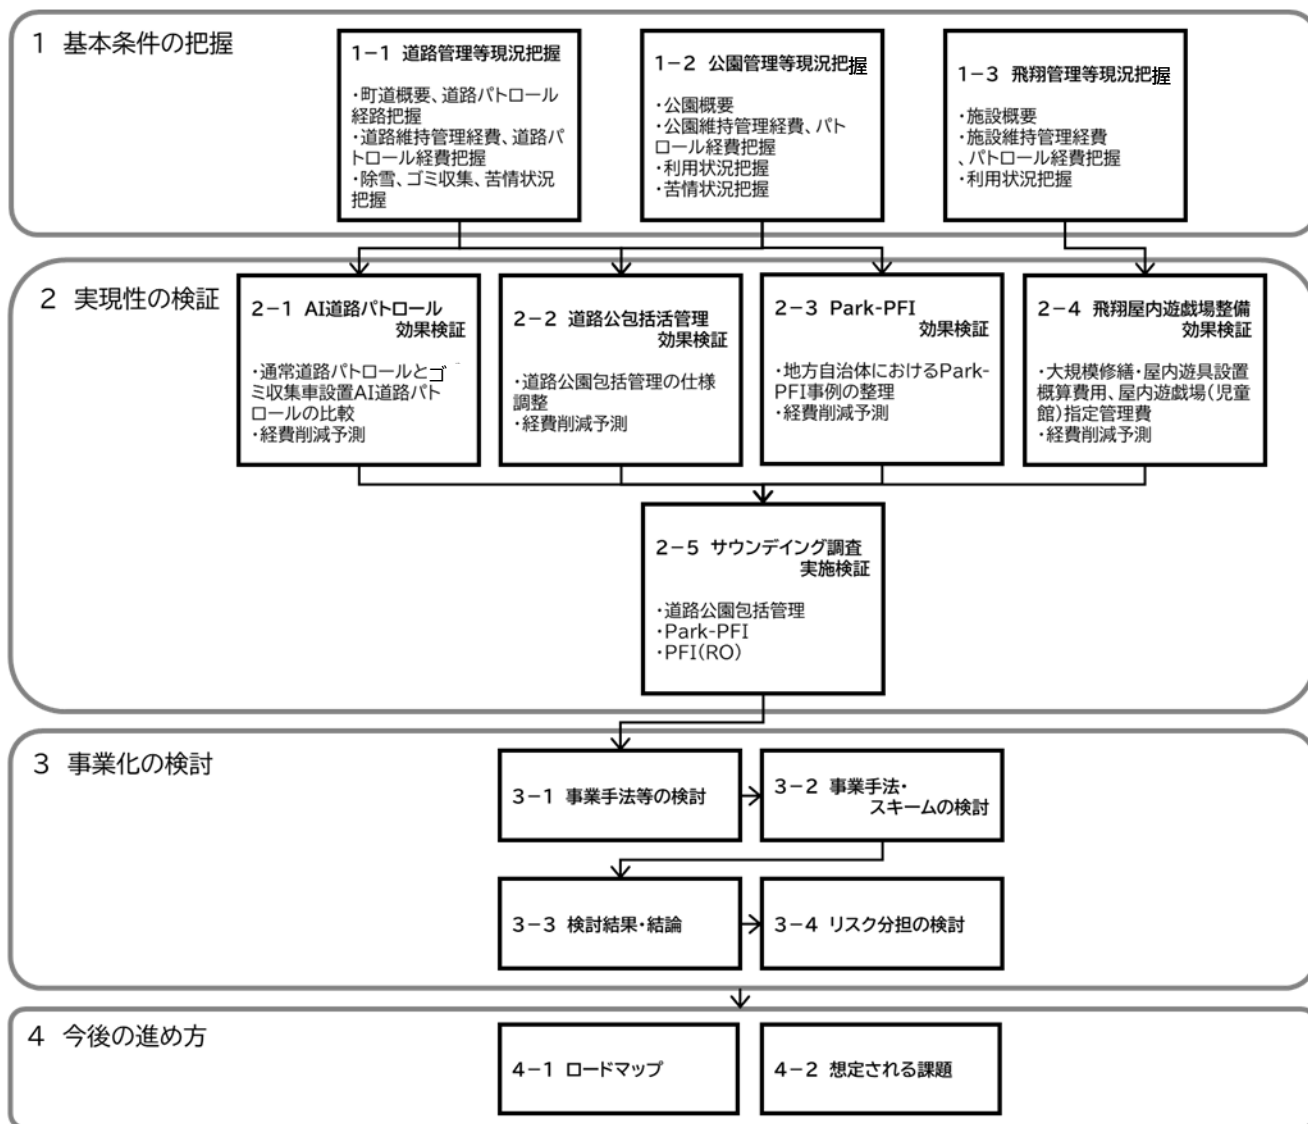 1 基本条件の把握
1-1 道路管理等現況把握
・町道概要、道路パトロール
経路把握
・道路維持管理経費、道路パ
トロール経費把握
・除雪、ゴミ収集、苦情状況
把握
1-2 公園管理等現況把握
・公園概要
・公園維持管理経費、パト
ロール経費把握
・利用状況把握
・苦情状況把握
1-3 飛翔管理等現況把握
・施設概要
・施設維持管理経費
、パトロール経費把握
・利用状況把握
2 実現性の検証
2-1 AI道路パトロール
効果検証
・通常道路パトロールとゴ
ミ収集車設置AI道路パト
ロールの比較
・経費削減予測
2-2 道路公包括活管理
効果検証
・道路公園包括管理の仕様
調整
・経費削減予測
2-3 Park-PFI
効果検証
・地方自治体におけるPark-
PFI事例の整理
・経費削減予測
2-4 飛翔屋内遊戯場整備
効果検証
・大規模修繕・屋内遊具設置
概算費用、屋内遊戯場(児童
館)指定管理費
・経費削減予測
2-5 サウンデイング調査
実施検証
・道路公園包括管理
・Park-PFI
・PFI(RO)
3 事業化の検討
3-1 事業手法等の検討
3-2 事業手法・
スキームの検討
3-3 検討結果・結論
3-4 リスク分担の検討
4 今後の進め方
4-1 ロードマップ
4-2 想定される課題